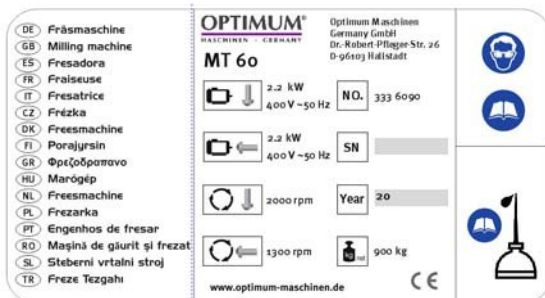 DE Fräsmaschine
GB Milling machine
ES Fresadora
FR Fraiseuse
IT Fresatrice
CZ Frézka
DK Freesmachine
FI Porajyrsin
GR Φρεζοδραπανο
HU Marógép
NL Freesmachine
PL Frezarka
PT Engenhos de fresar
RO Maşină de găurit şi frezat
SL Steberni vrtalni stroj
TR Freze Tezgahı
OPTIMUM®
MASCHINEN - GERMANY
MT 60
Optimum Maschinen
Germany GmbH
Dr.-Robert-Pfleger-Str. 26
D-96103 Hallstadt
2.2 kW
400 V ~50 Hz
NO. 333 6090
2.2 kW
400 V ~50 Hz
SN
2000 rpm
Year 20
1300 rpm
900 kg
www.optimum-maschinen.de
CE